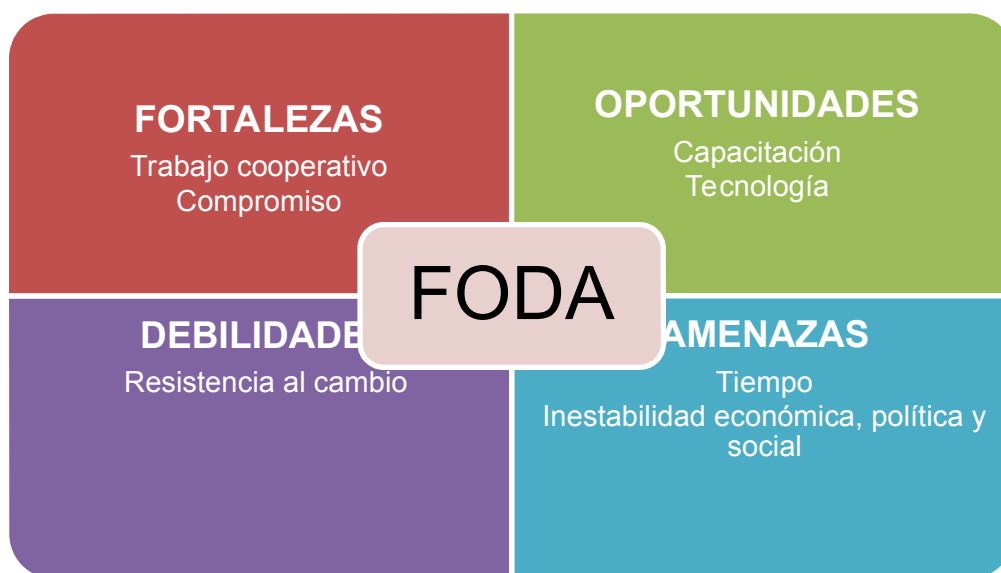 FORTALEZAS
Trabajo cooperativo
Compromiso
OPORTUNIDADES
Capacitación
Tecnología
FODA
DEBILIDADE
Resistencia al cambio
AMENAZAS
Tiempo
Inestabilidad económica, política y
social